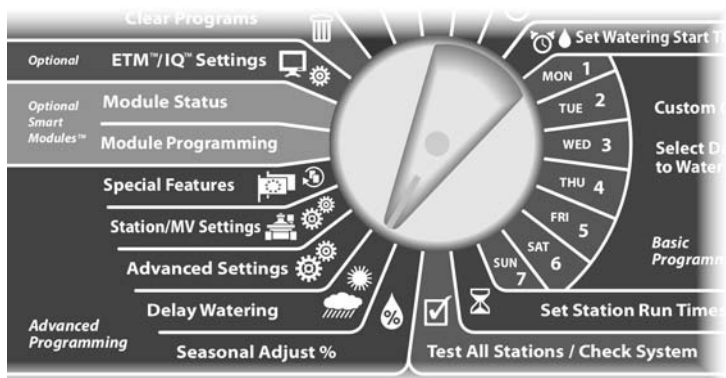 Clear Programs
Optional
ETM™/IQ™ Settings
Optional
Smart
Modules™
Module Status
Module Programming
Special Features
Station/MV Settings
Advanced Settings
Delay Watering
Advanced
Programming
Seasonal Adjust %
%
Test All Stations / Check System
Set Station Run Times
Set Watering Start
MON 1
TUE 2
WED 3
THU 4
FRI 5
SAT 6
SUN 7
Custom
Select
to Water
Basic